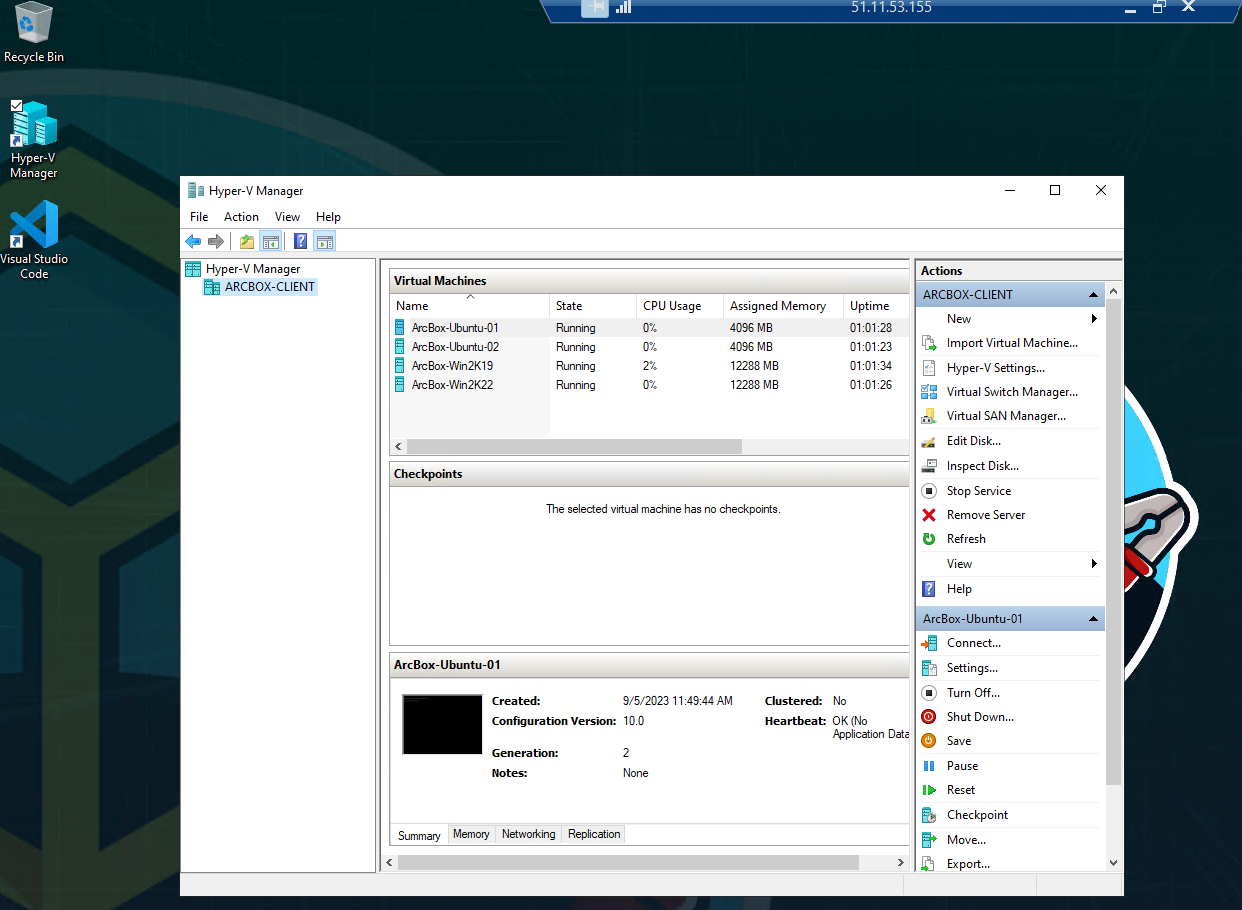 51.11.53.155
Recycle Bin
Hyper-V
Manager
Visual Studio
Code
Hyper-V Manager
File Action View Help
Hyper-V Manager
ARCBOX-CLIENT
Virtual Machines
Name State CPU Usage Assigned Memory Uptime
ArcBox-Ubuntu-01 Running 0% 4096 MB 01:01:28
ArcBox-Ubuntu-02 Running 0% 4096 MB 01:01:23
ArcBox-Win2K19 Running 2% 12288 MB 01:01:34
ArcBox-Win2K22 Running 0% 12288 MB 01:01:26
Checkpoints
The selected virtual machine has no checkpoints.
ArcBox-Ubuntu-01
Created: 9/5/2023 11:49:44 AM Clustered: No
Configuration Version: 10.0 Heartbeat: OK (No
Application Data
Generation: 2
Notes: None
Summary Memory Networking Replication
Actions
ARCBOX-CLIENT
New
Import Virtual Machine...
Hyper-V Settings...
Virtual Switch Manager...
Virtual SAN Manager...
Edit Disk...
Inspect Disk...
Stop Service
Remove Server
Refresh
View
Help
ArcBox-Ubuntu-01
Connect...
Settings...
Turn Off...
Shut Down...
Save
Pause
Reset
Checkpoint
Move...
Export...